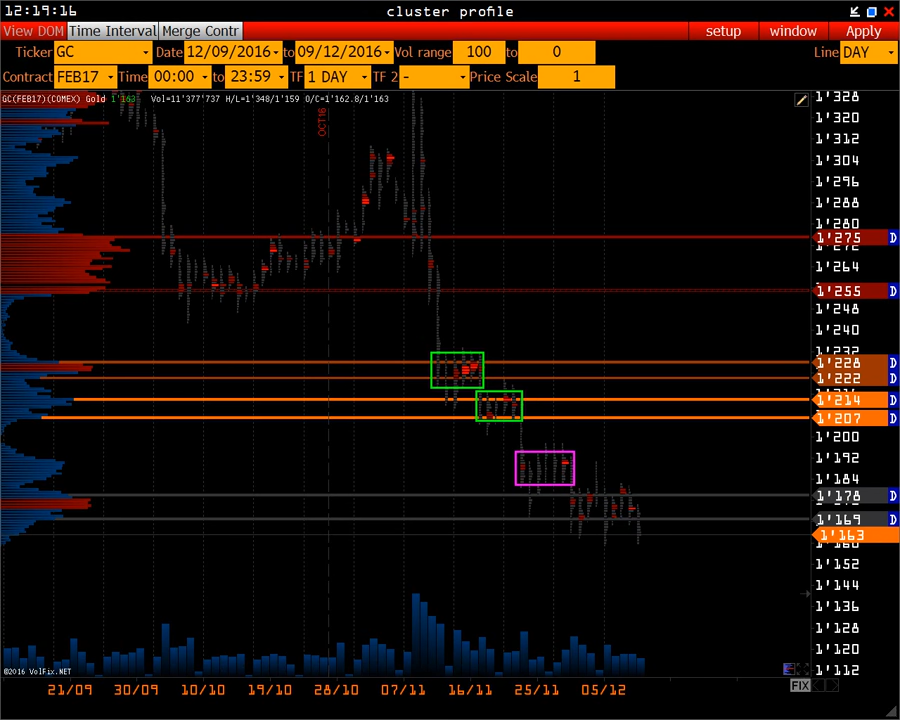 12:19:16 cluster profile
View DOM Time Interval Merge Contr setup window Apply
Ticker GC Date 12/09/2016 to 09/12/2016 Vol range 100 to 0 Line DAY
Contract FEB17 Time 00:00 to 23:59 TF 1 DAY TF 2 - Price Scale 1
GC(FEB17)(COMEX) Gold 1'163 Vol=11'377'737 H/L=1'348/1'159 O/C=1'162.8/1'163
OCT16
1'328
1'320
1'312
1'304
1'296
1'288
1'280
1'275 D
1'272
1'264
1'255 D
1'248
1'240
1'232
1'228 D
1'222 D
1'214 D
1'207 D
1'200
1'192
1'184
1'178 D
1'169 D
1'163
1'160
1'152
1'144
1'136
1'128
1'120
1'112
©2016 VolFix.NET
21/09 30/09 10/10 19/10 28/10 07/11 16/11 25/11 05/12
FIX